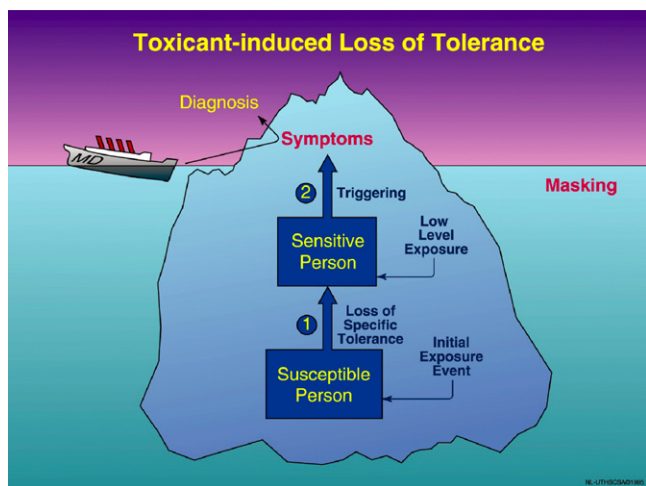 Toxicant-induced Loss of Tolerance
Diagnosis
MD
Symptoms
Masking
2
Triggering
Sensitive
Person
Low
Level
Exposure
1
Loss of
Specific
Tolerance
Initial
Exposure
Event
Susceptible
Person